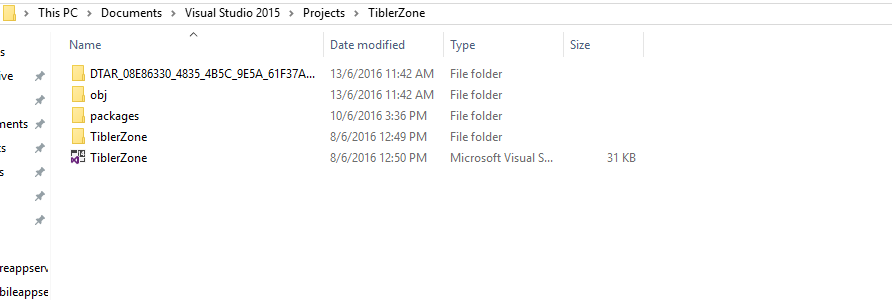 This PC > Documents > Visual Studio 2015 > Projects > TiblerZone
Name Date modified Type Size
DTAR_08E86330_4835_4B5C_9E5A_61F37A... 13/6/2016 11:42 AM File folder
obj 13/6/2016 11:42 AM File folder
packages 10/6/2016 3:36 PM File folder
TiblerZone 8/6/2016 12:49 PM File folder
TiblerZone 8/6/2016 12:50 PM Microsoft Visual S... 31 KB
s
ive
ments
ts
s
reappserv
bileappse